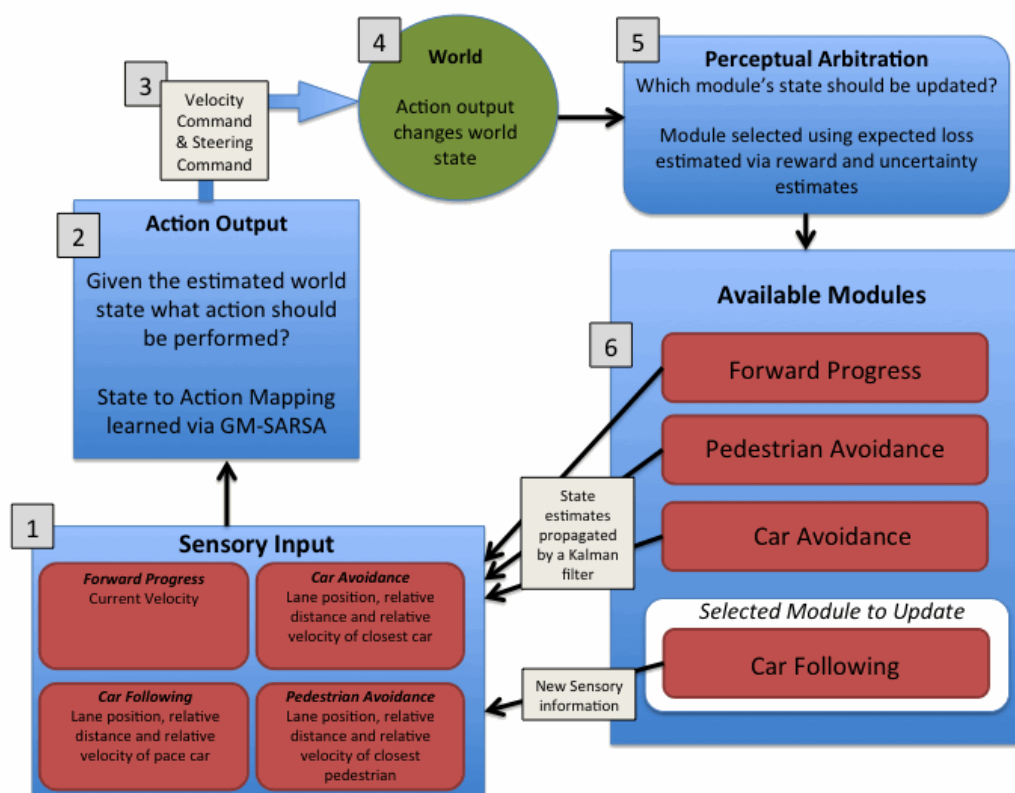 4
World
Action output
changes world
state
5
Perceptual Arbitration
Which module's state should be updated?
Module selected using expected loss
estimated via reward and uncertainty
estimates
3
Velocity
Command
& Steering
Command
2
Action Output
Given the estimated world
state what action should
be performed?
State to Action Mapping
learned via GM-SARSA
Available Modules
6
Forward Progress
Pedestrian Avoidance
Car Avoidance
Selected Module to Update
Car Following
State
estimates
propagated
by a Kalman
filter
New Sensory
information
1
Sensory Input
Forward Progress
Current Velocity
Car Avoidance
Lane position, relative
distance and relative
velocity of closest car
Car Following
Lane position, relative
distance and relative
velocity of pace car
Pedestrian Avoidance
Lane position, relative
distance and relative
velocity of closest
pedestrian